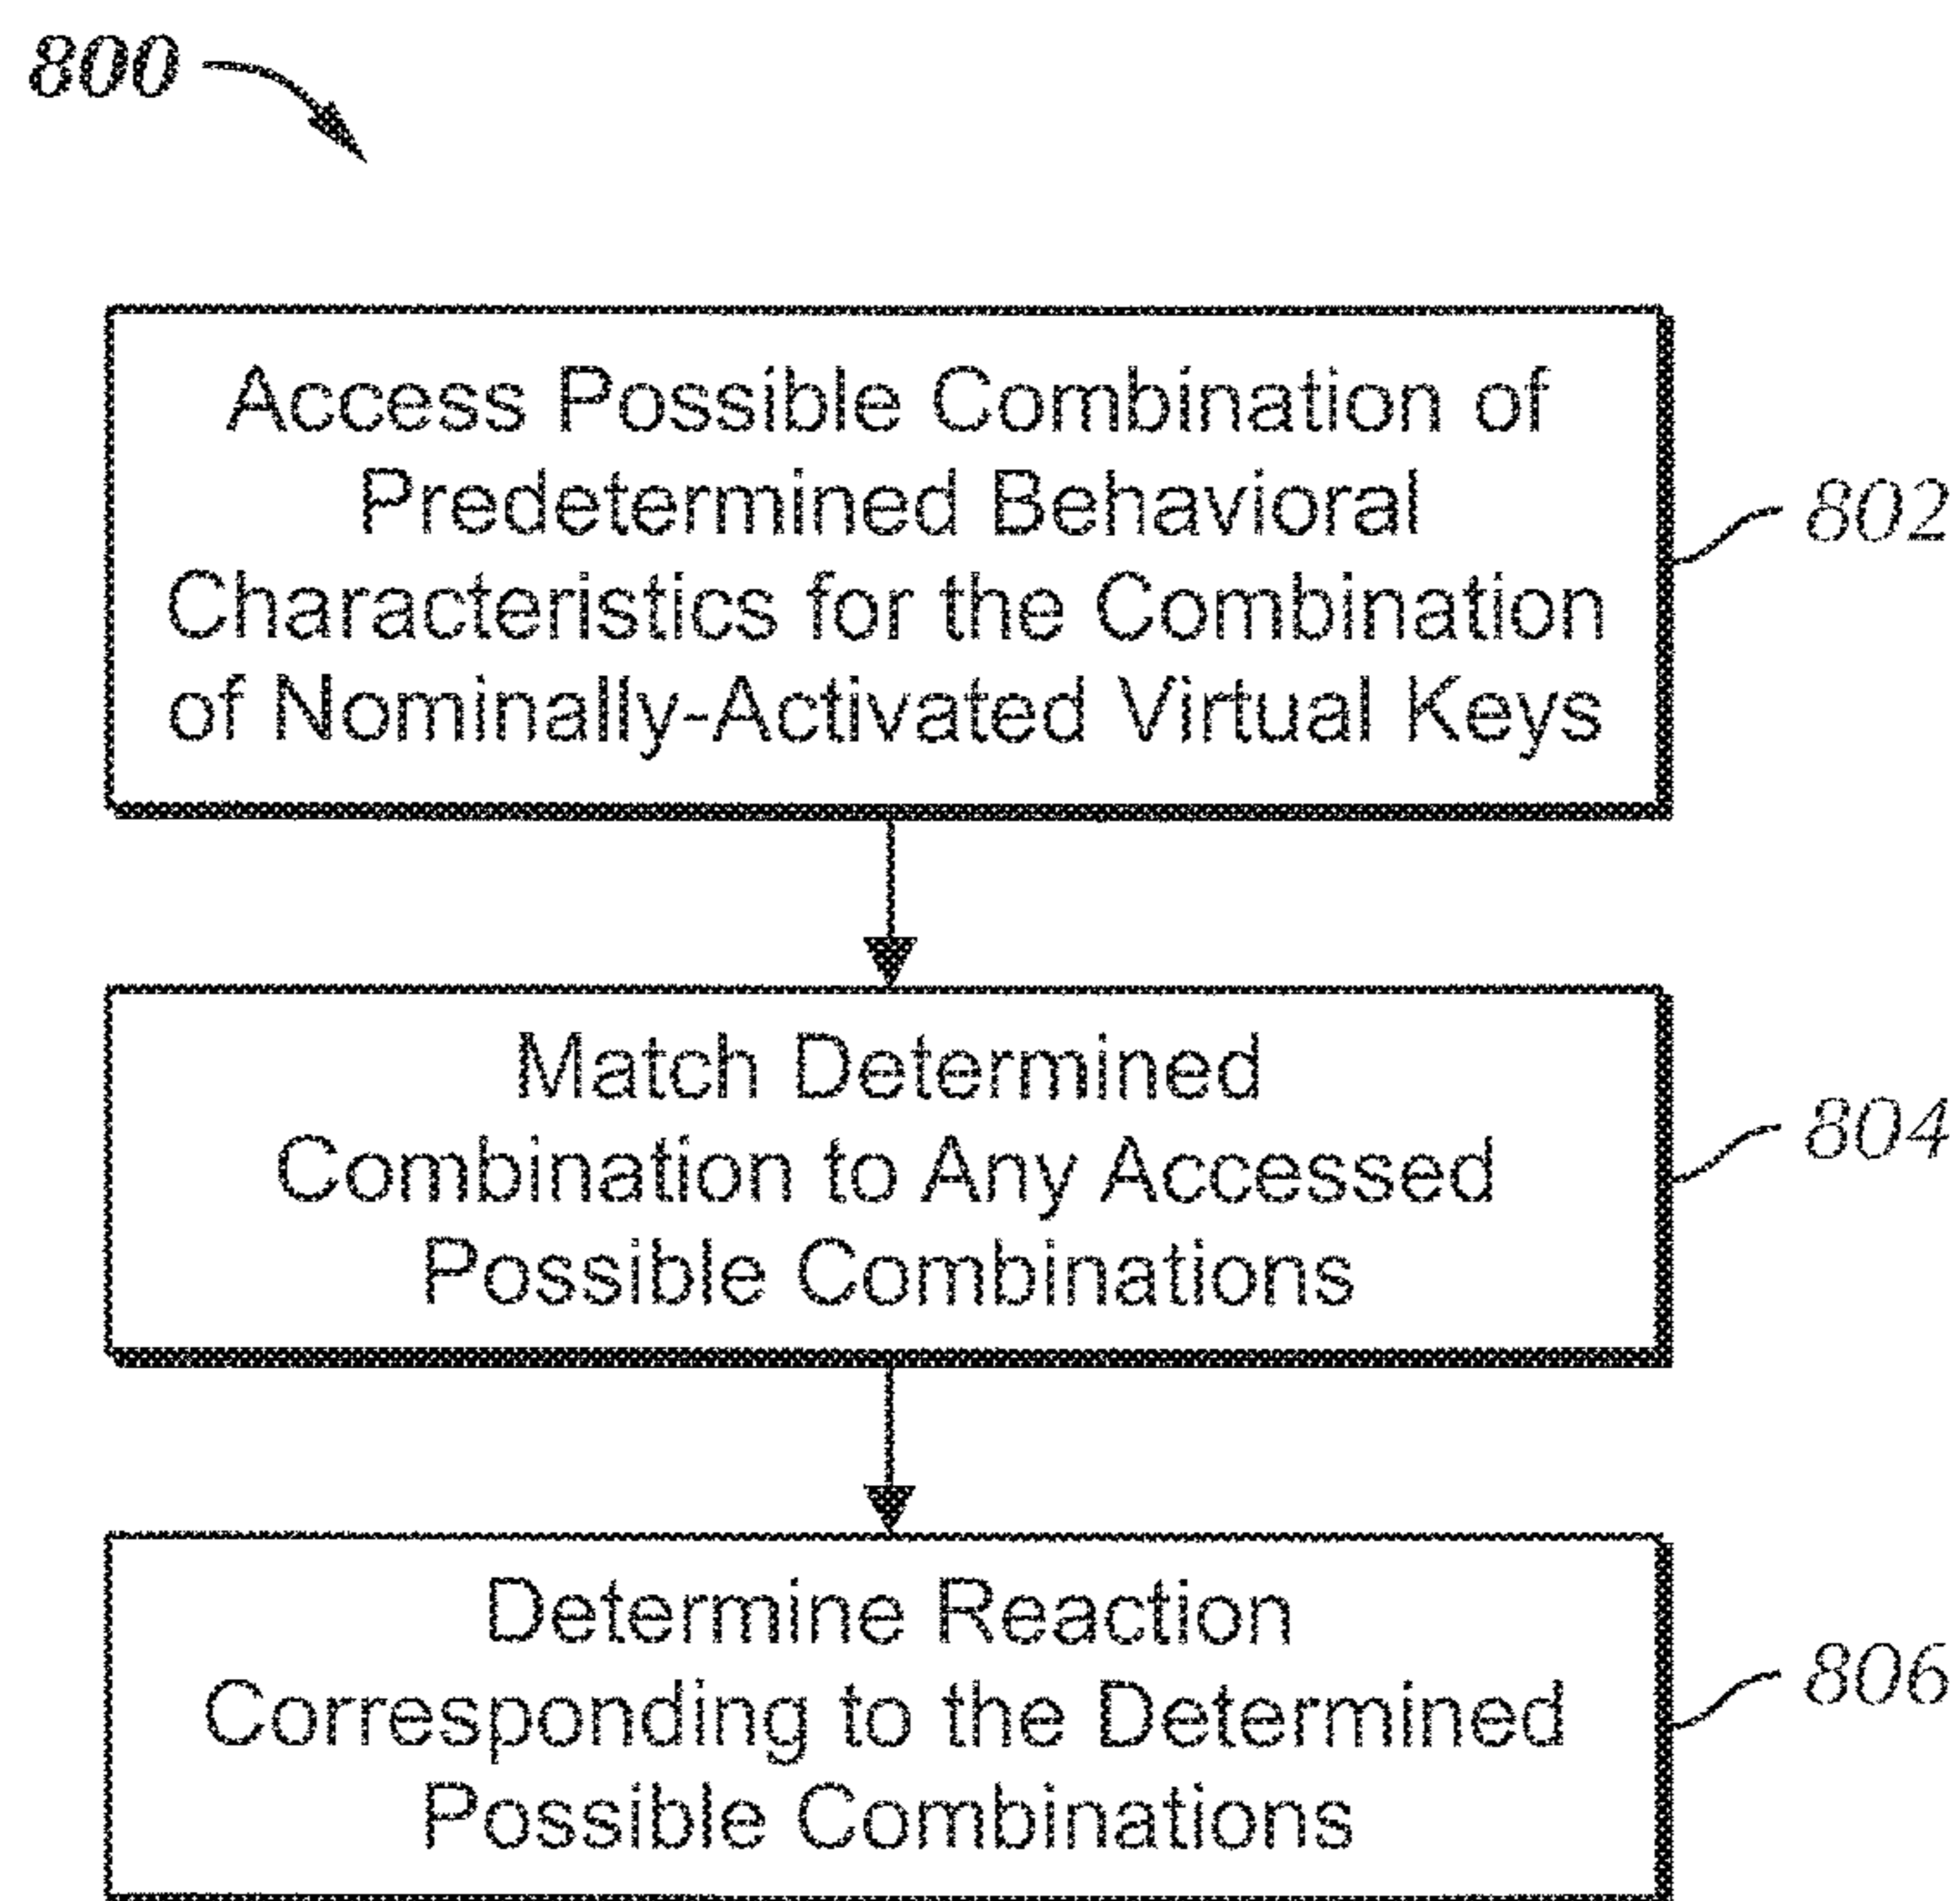 800
Access Possible Combination of
Predetermined Behavioral
Characteristics for the Combination
of Nominally-Activated Virtual Keys
802
Match Determined
Combination to Any Accessed
Possible Combinations
804
Determine Reaction
Corresponding to the Determined
Possible Combinations
806